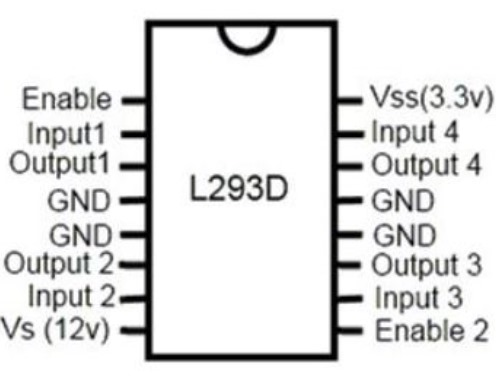 Enable
Input1
Output1
GND
GND
Output 2
Input 2
Vs (12v)
L293D
Vss(3.3v)
Input 4
Output 4
GND
GND
Output 3
Input 3
Enable 2